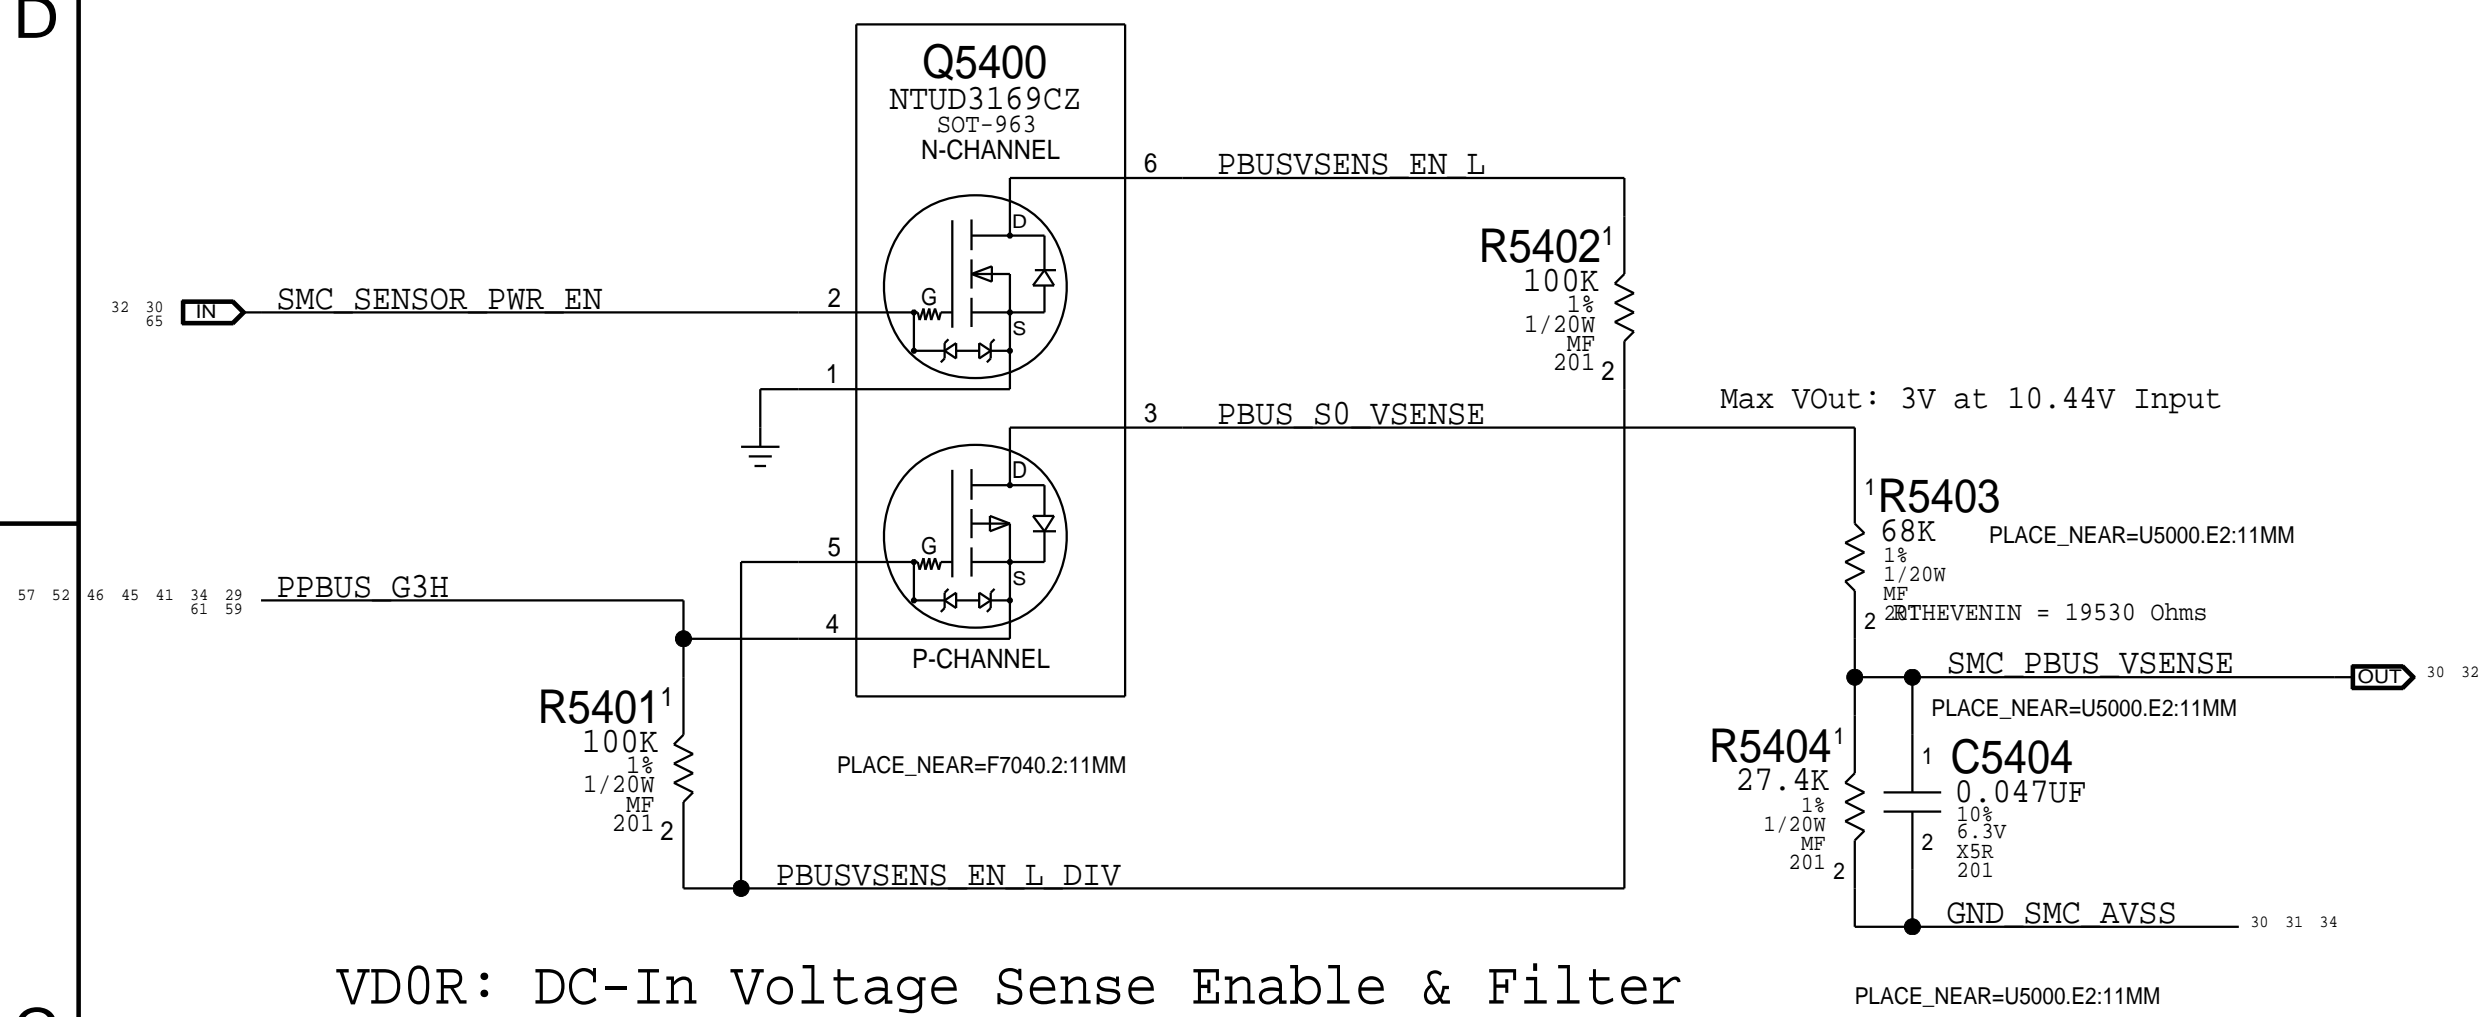 D
Q5400
NTUD3169CZ
SOT-963
N-CHANNEL
6 PBUSVSENS_EN_L
D
G
S
32 30
65
IN
SMC_SENSOR_PWR_EN
2
1
R5402
1
100K
1%
1/20W
MF
201
2
3 PBUS_S0_VSENSE
Max VOut: 3V at 10.44V Input
D
G
S
5
4
P-CHANNEL
57 52 46 45 41 34 29
61 59
PPBUS_G3H
1
R5403
68K
1%
1/20W
MF
201
2
PLACE_NEAR=U5000.E2:11MM
RTHEVENIN = 19530 Ohms
SMC_PBUS_VSENSE
OUT
30 32
PLACE_NEAR=U5000.E2:11MM
R5401
1
100K
1%
1/20W
MF
201
2
PLACE_NEAR=F7040.2:11MM
R5404
1
27.4K
1%
1/20W
MF
201
2
1
C5404
0.047UF
10%
6.3V
X5R
201
2
PBUSVSENS_EN_L_DIV
GND_SMC_AVSS
30 31 34
VD0R: DC-In Voltage Sense Enable & Filter
PLACE_NEAR=U5000.E2:11MM